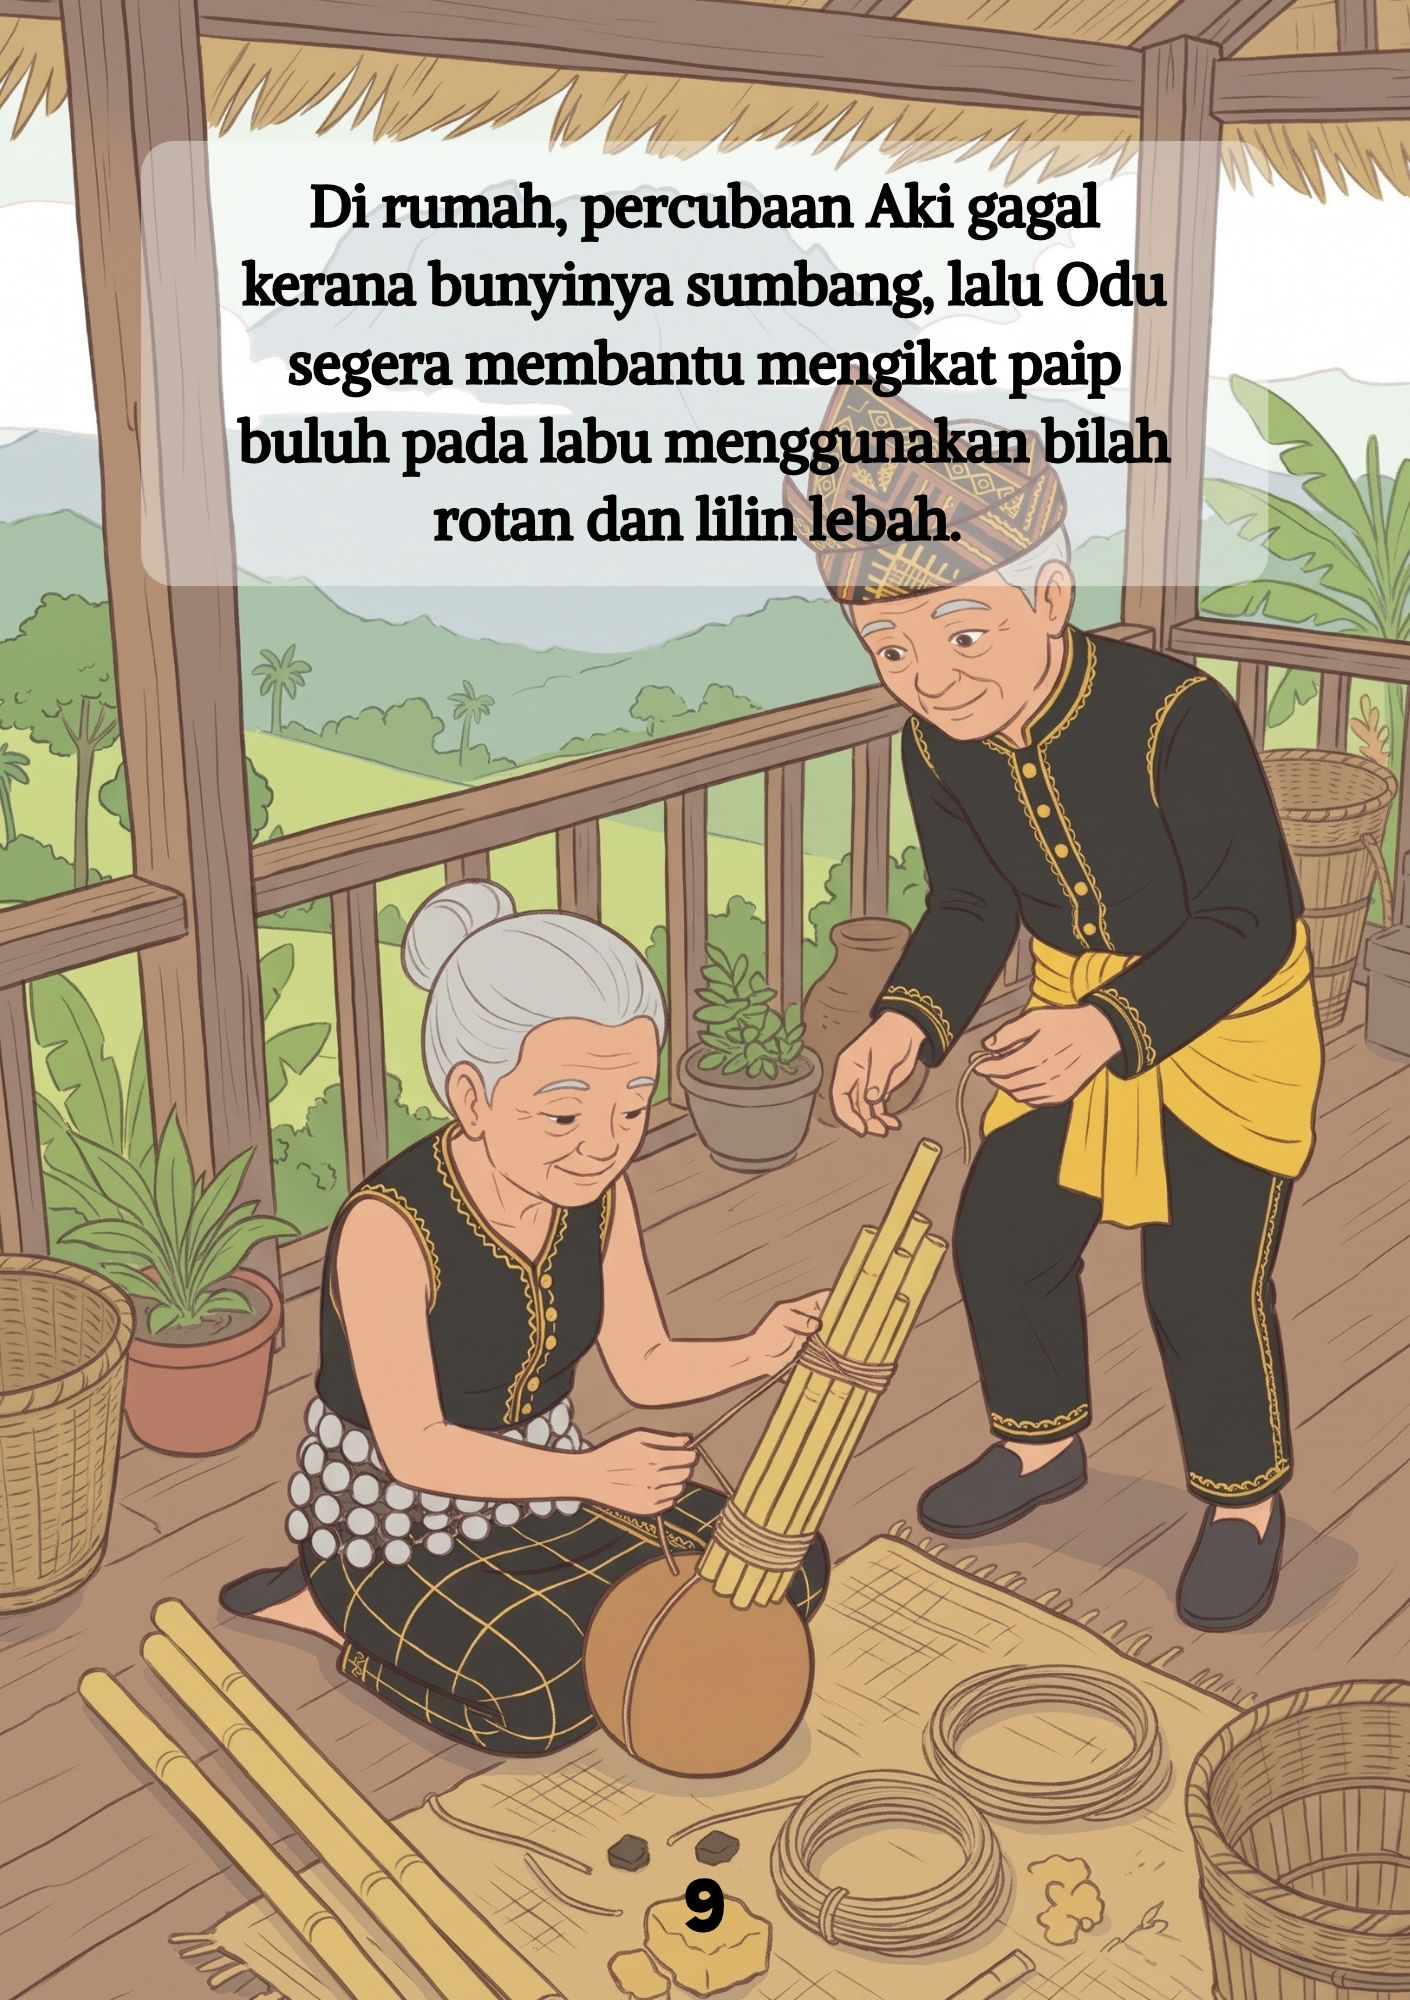 Di rumah, percubaan Aki gagal
kerana bunyinya sumbang, lalu Odu
segera membantu mengikat paip
buluh pada labu menggunakan bilah
rotan dan lilin lebah.
9